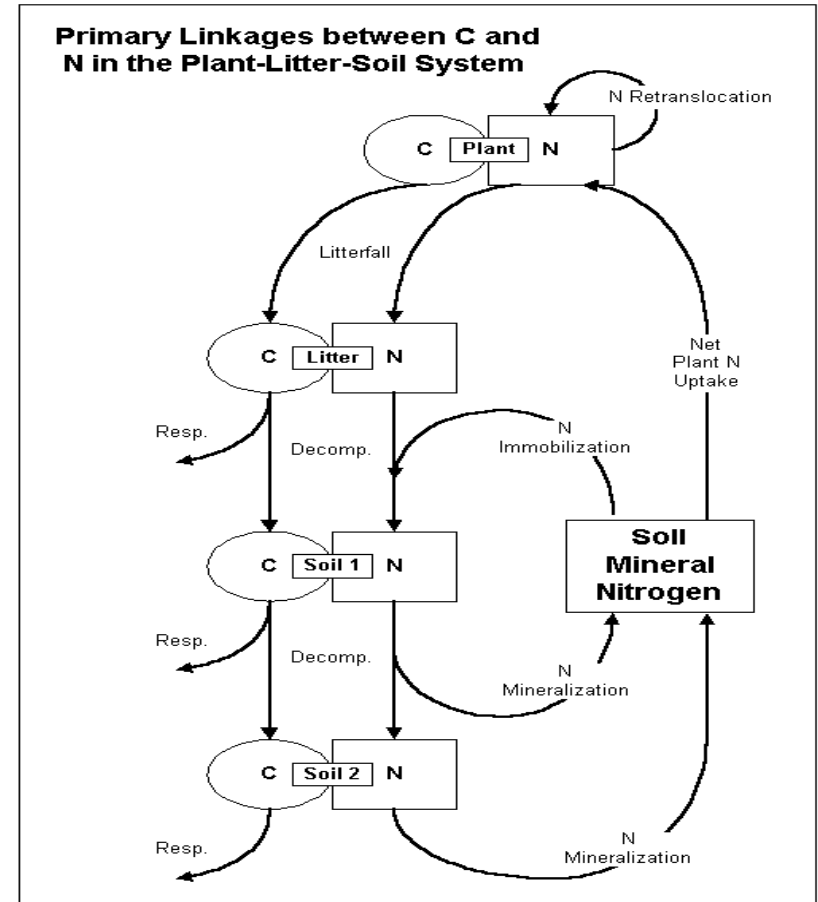 Primary Linkages between C and
N in the Plant-Litter-Soil System
N Retranslocation
C Plant N
Litterfall
Net
Plant N
Uptake
C Litter N
Resp.
Decomp.
N
Immobilization
C Soil 1 N
Soil
Mineral
Nitrogen
Resp.
Decomp.
N
Mineralization
C Soil 2 N
Resp.
N
Mineralization